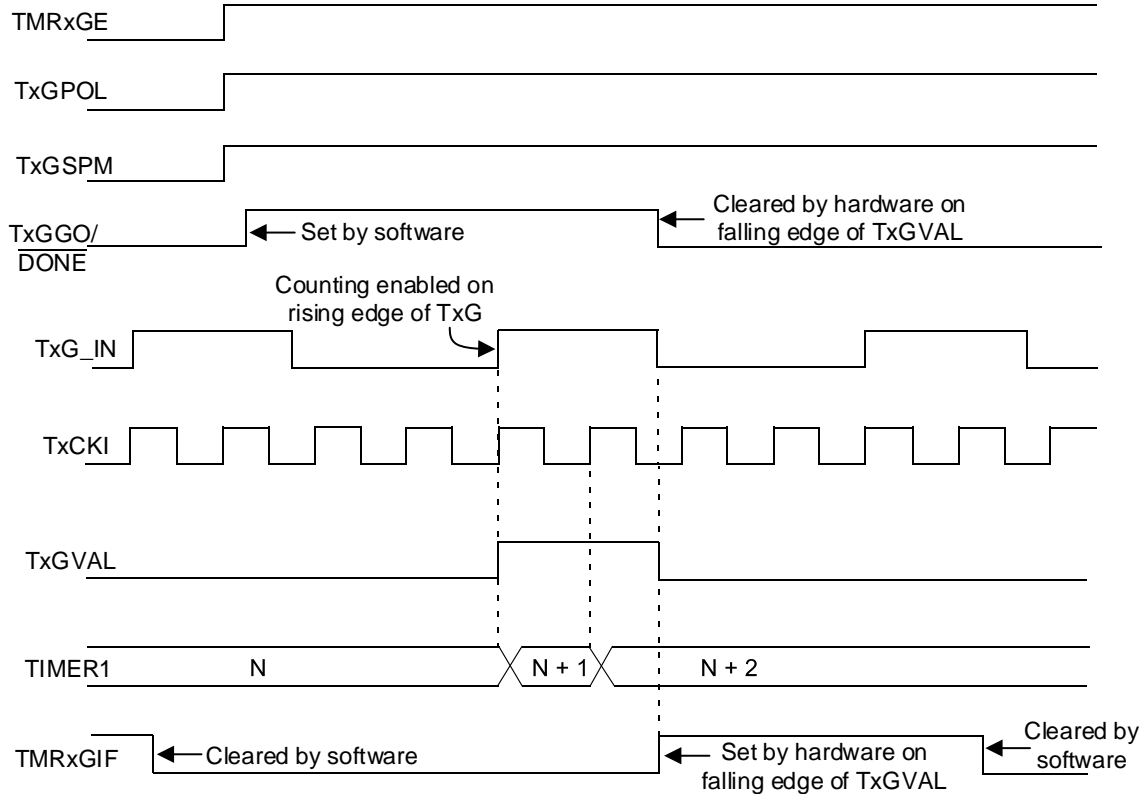 TMRxGE
TxGPOL
TxGSPM
TxGGO/
DONE
Set by software
Cleared by hardware on
falling edge of TxGVAL
Counting enabled on
rising edge of TxG
TxG_IN
TxCKI
TxGVAL
TIMER1
N
N + 1
N + 2
TMRxGIF
Cleared by software
Set by hardware on
falling edge of TxGVAL
Cleared by
software